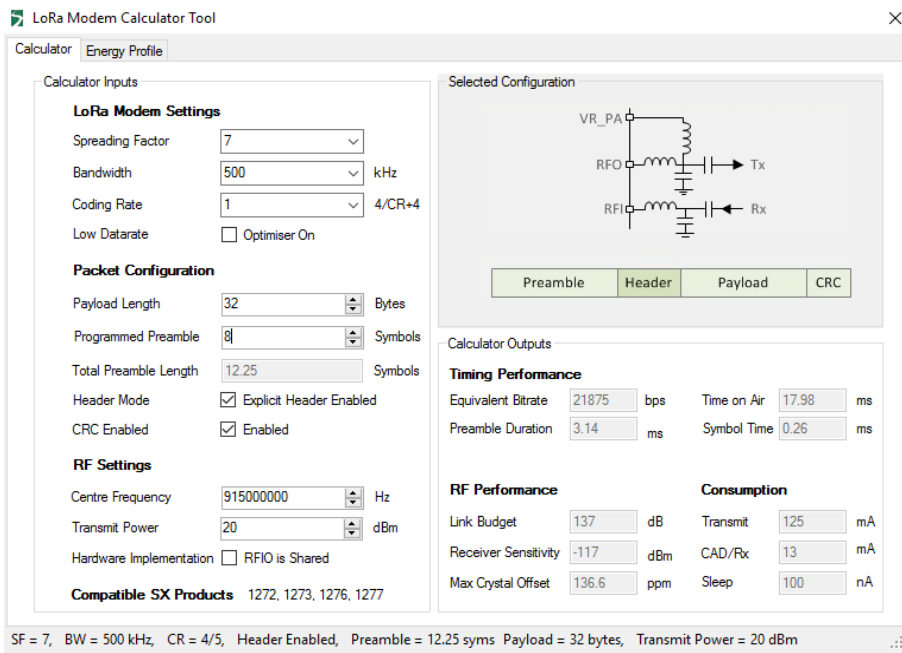 LoRa Modem Calculator Tool
Calculator Energy Profile
Calculator Inputs
LoRa Modem Settings
Spreading Factor 7
Bandwidth 500 kHz
Coding Rate 1 4/CR+4
Low Datarate Optimiser On
Packet Configuration
Payload Length 32 Bytes
Programmed Preamble 8 Symbols
Total Preamble Length 12.25 Symbols
Header Mode Explicit Header Enabled
CRC Enabled Enabled
RF Settings
Centre Frequency 915000000 Hz
Transmit Power 20 dBm
Hardware Implementation RFIO is Shared
Compatible SX Products 1272, 1273, 1276, 1277
Selected Configuration
VR_PA
RFO Tx
RFI Rx
Preamble Header Payload CRC
Calculator Outputs
Timing Performance
Equivalent Bitrate 21875 bps Time on Air 17.98 ms
Preamble Duration 3.14 ms Symbol Time 0.26 ms
RF Performance Consumption
Link Budget 137 dB Transmit 125 mA
Receiver Sensitivity -117 dBm CAD/Rx 13 mA
Max Crystal Offset 136.6 ppm Sleep 100 nA
SF = 7, BW = 500 kHz, CR = 4/5, Header Enabled, Preamble = 12.25 syms Payload = 32 bytes, Transmit Power = 20 dBm